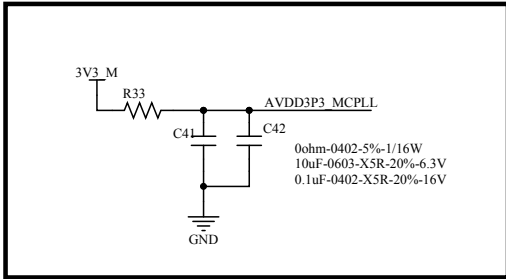 3V3_M
R33
AVDD3P3_MCPLL
C41
C42
0ohm-0402-5%-1/16W
10uF-0603-X5R-20%-6.3V
0.1uF-0402-X5R-20%-16V
GND